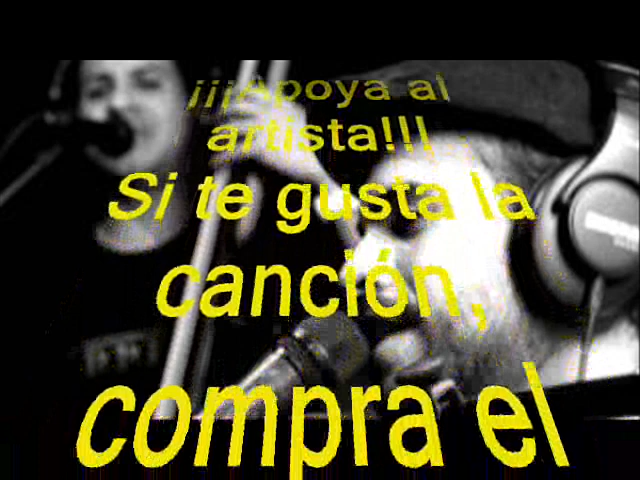 ¡¡¡Apoya al
artista!!!
Si te gusta la
canción,
compra el